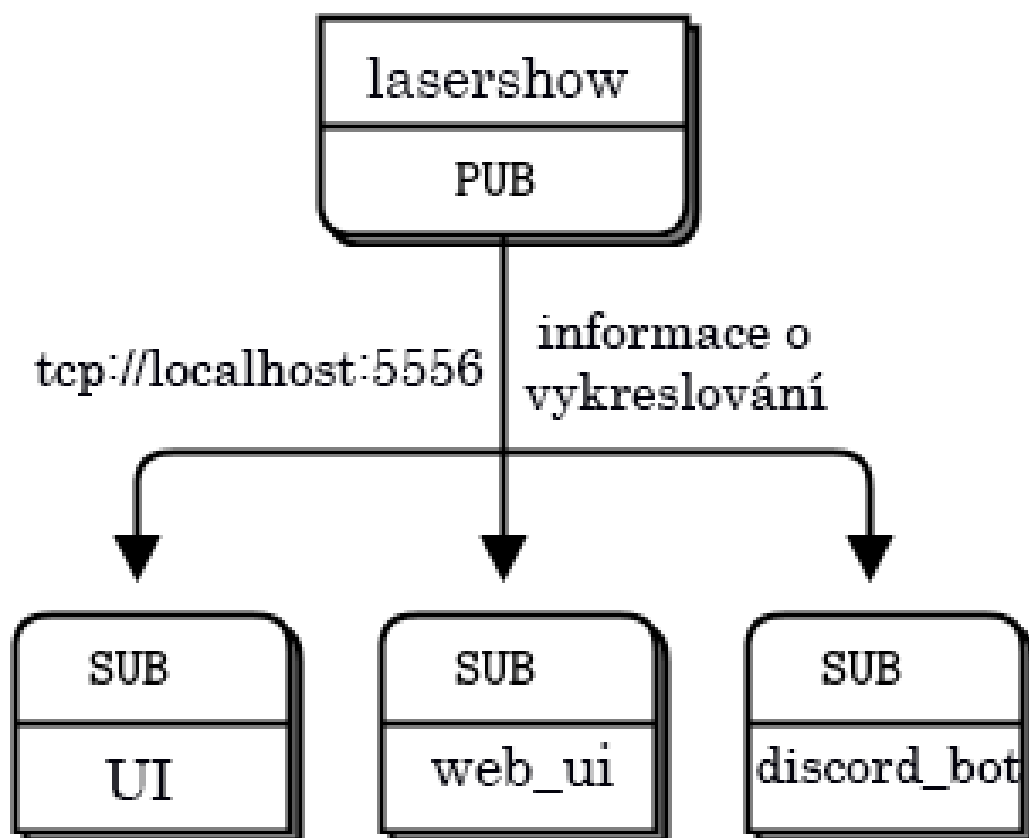 lasershow
PUB
tcp://localhost:5556
informace o
vykreslování
SUB
UI
SUB
web_ui
SUB
discord_bot